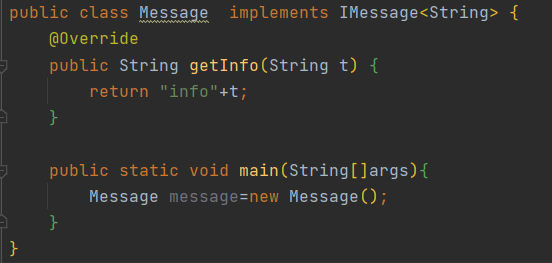 public class Message  implements IMessage<String> {
    @Override
    public String getInfo(String t) {
        return "info"+t;
    }

    public static void main(String[]args){
        Message message=new Message();
    }
}